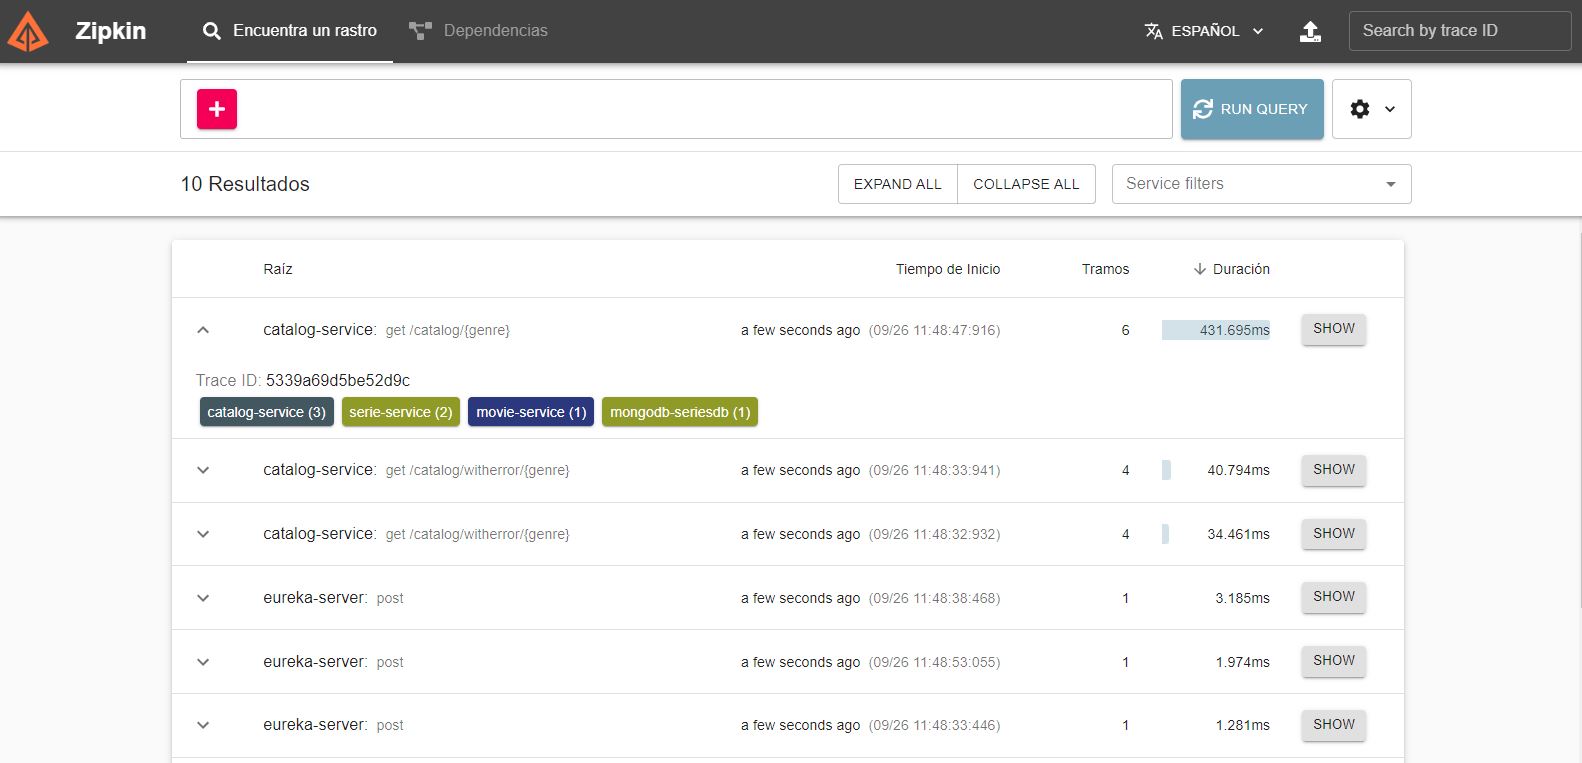 Zipkin Encuentra un rastro Dependencias ESPAÑOL Search by trace ID
RUN QUERY
10 Resultados EXPAND ALL COLLAPSE ALL Service filters
Raíz Tiempo de Inicio Tramos Duración
catalog-service: get /catalog/{genre} a few seconds ago (09/26 11:48:47:916) 6 431.695ms SHOW
Trace ID: 5339a69d5be52d9c
catalog-service (3) serie-service (2) movie-service (1) mongodb-seriesdb (1)
catalog-service: get /catalog/witherror/{genre} a few seconds ago (09/26 11:48:33:941) 4 40.794ms SHOW
catalog-service: get /catalog/witherror/{genre} a few seconds ago (09/26 11:48:32:932) 4 34.461ms SHOW
eureka-server: post a few seconds ago (09/26 11:48:38:468) 1 3.185ms SHOW
eureka-server: post a few seconds ago (09/26 11:48:53:055) 1 1.974ms SHOW
eureka-server: post a few seconds ago (09/26 11:48:33:446) 1 1.281ms SHOW